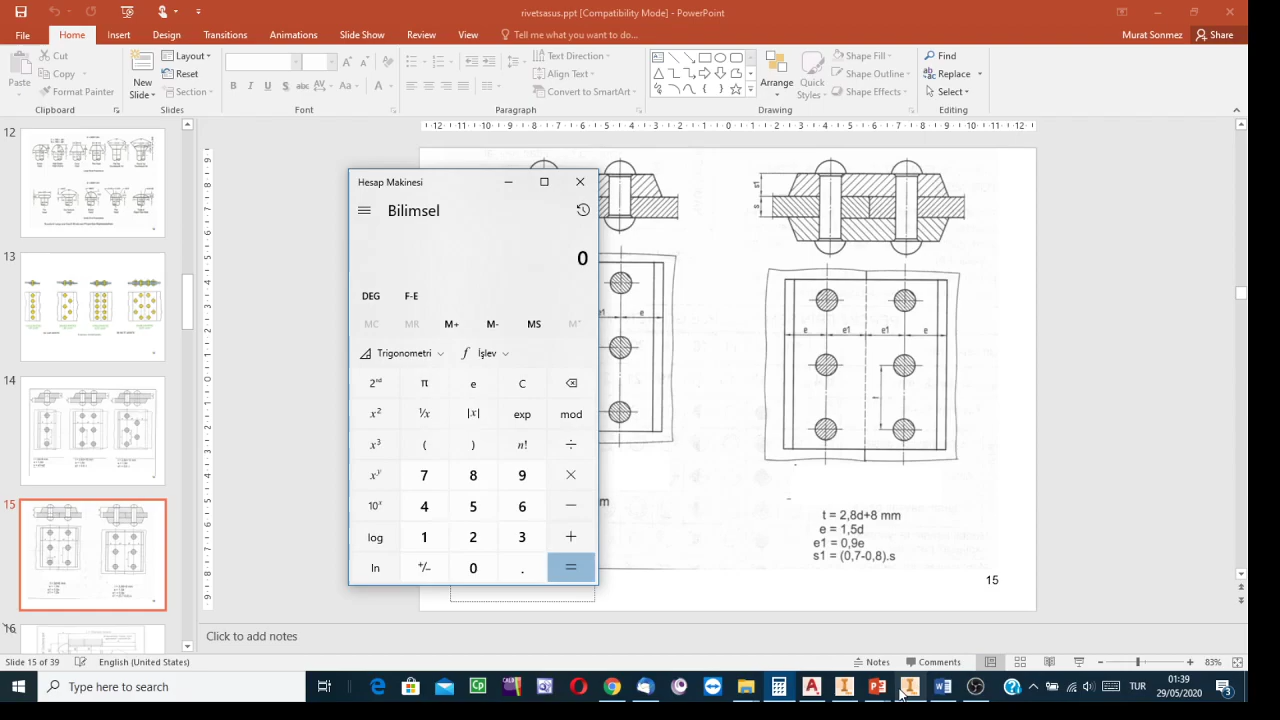 rivetsasus.ppt [Compatibility Mode] - PowerPoint
File Home Insert Design Transitions Animations Slide Show Review View Tell me what you want to do... Murat Sonmez Share
Paste Cut Copy Format Painter
Clipboard
New Slide Layout Reset Section
Slides
B I U S abc Aa A
Font
Text Direction Align Text Convert to SmartArt
Paragraph
Arrange Quick Styles Shape Fill Shape Outline Shape Effects
Drawing
Find Replace Select
Editing
12
13
14
15
16
Hesap Makinesi
Bilimsel
0
DEG F-E
MC MR M+ M- MS M˅
Trigonometri f İşlev
2ⁿᵈ π e C
x² ¹/x |x| exp mod
x³ ( ) n! ÷
xʸ 7 8 9 ×
10ˣ 4 5 6 −
log 1 2 3 +
ln +/− 0 . =
e1 e
m
s1
s
e e1 e1 e
t
t = 2,8d+8 mm
e = 1,5d
e1 = 0,9e
s1 = (0,7-0,8).s
15
Click to add notes
Slide 15 of 39 English (United States) Notes Comments 83%
Type here to search
TUR
01:39
29/05/2020
3